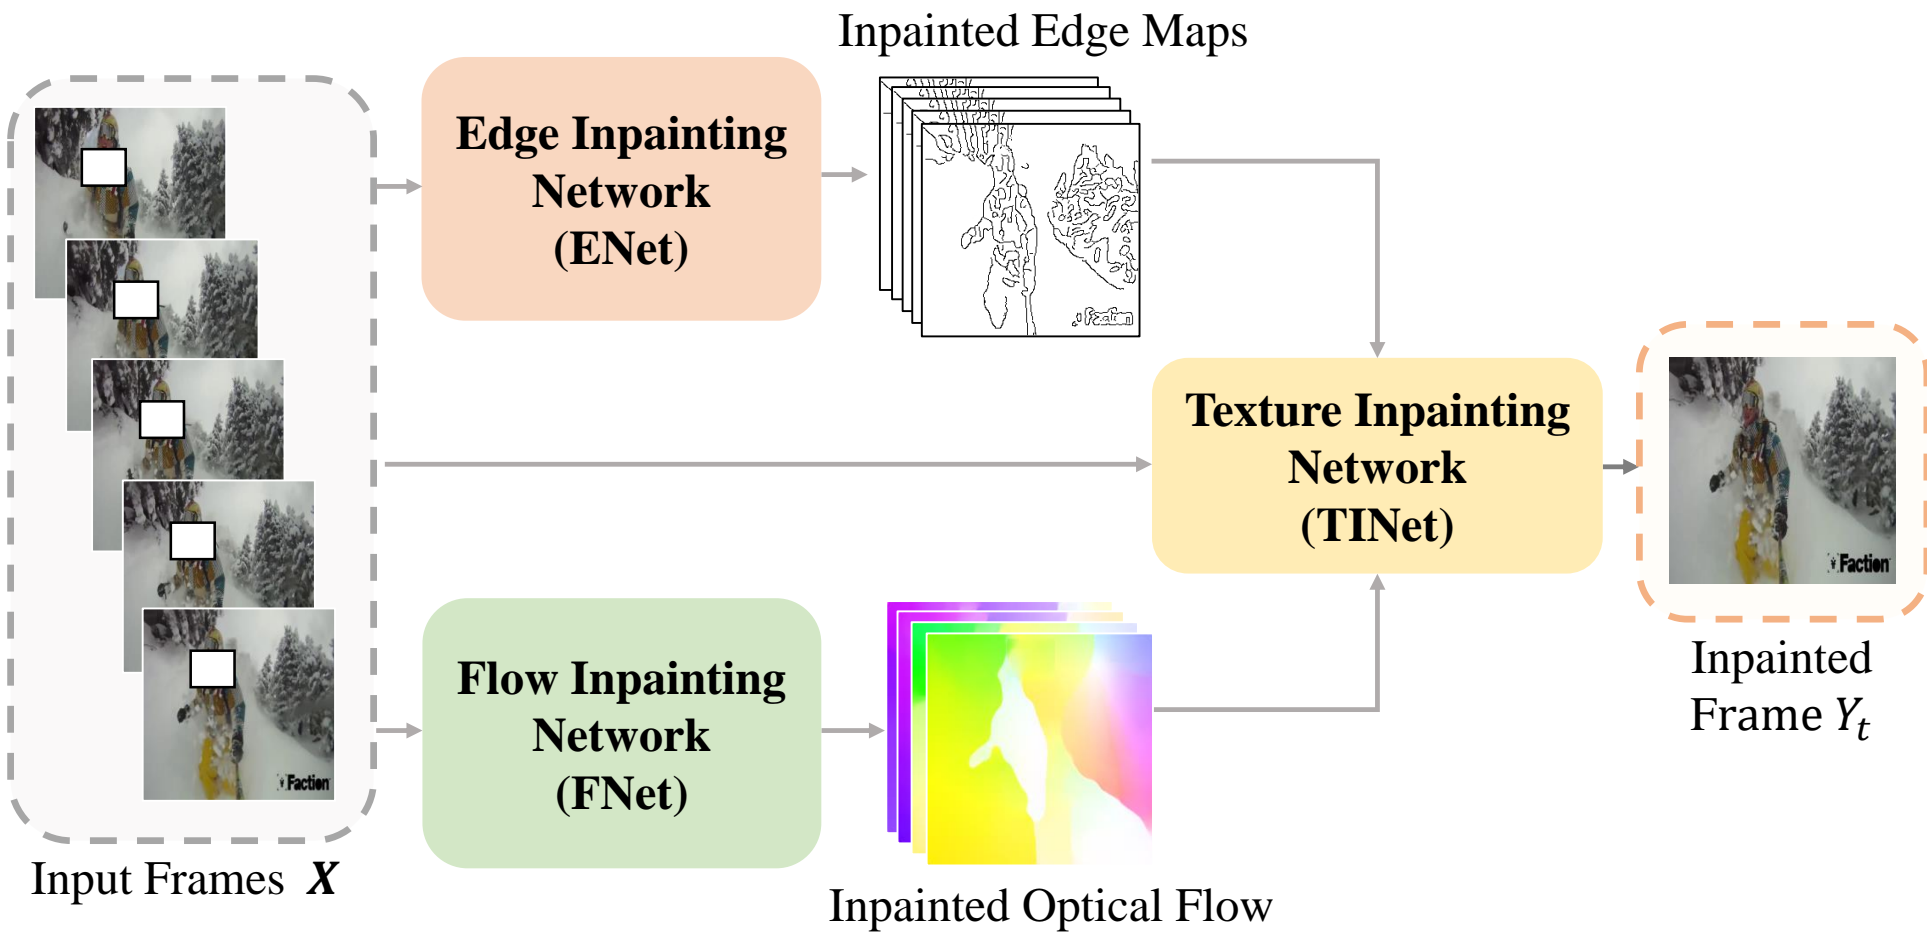 Inpainted Edge Maps
Edge Inpainting
Network
(ENet)
Faction
Texture Inpainting
Network
(TINet)
Faction
Inpainted
Frame Y_t
Flow Inpainting
Network
(FNet)
Faction
Input Frames X
Inpainted Optical Flow